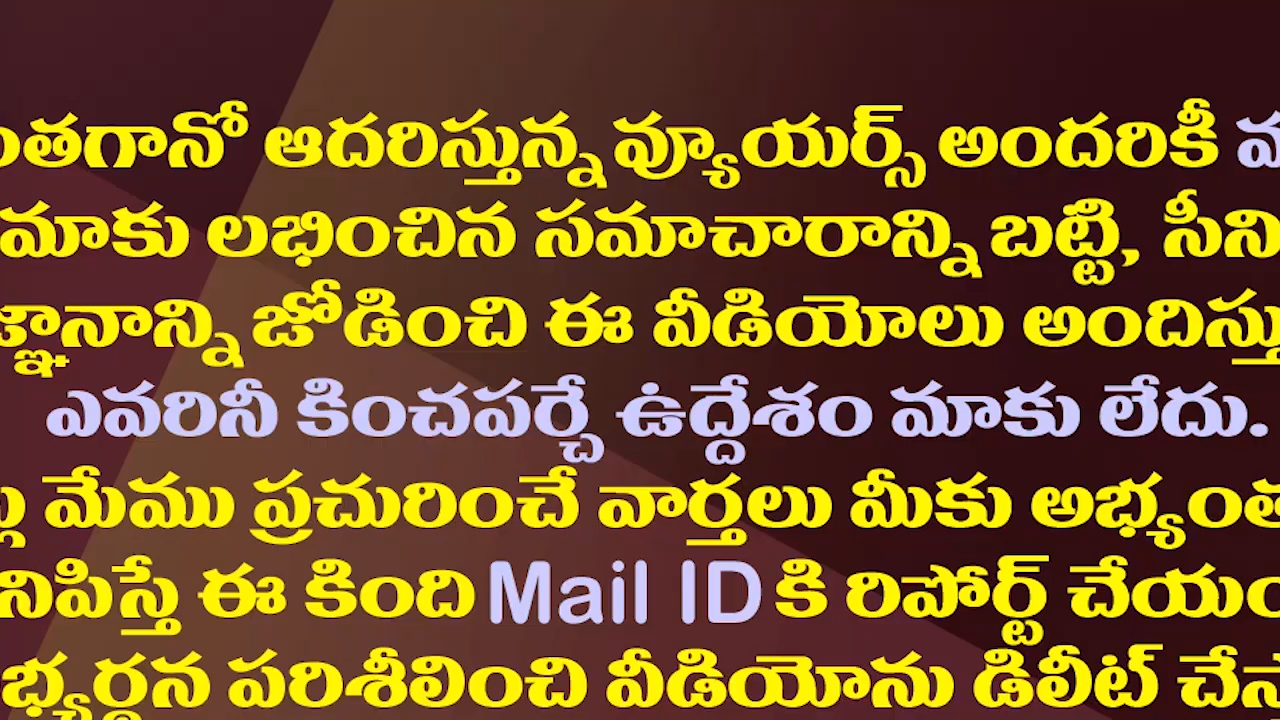 ంతగానో ఆదరిస్తున్న వ్యూయర్స్ అందరికీ
మాకు లభించిన సమాచారాన్ని బట్టి, సీని
జ్ఞానాన్ని జోడించి ఈ వీడియోలు అందిస్తు
ఎవరినీ కించపర్చే ఉద్దేశం మాకు లేదు.
మేము ప్రచురించే వార్తలు మీకు అభ్యంత
నిపిస్తే ఈ కింది Mail ID కి రిపోర్ట్ చేయం
భ్యర్థన పరిశీలించి వీడియోను డిలీట్ చేస